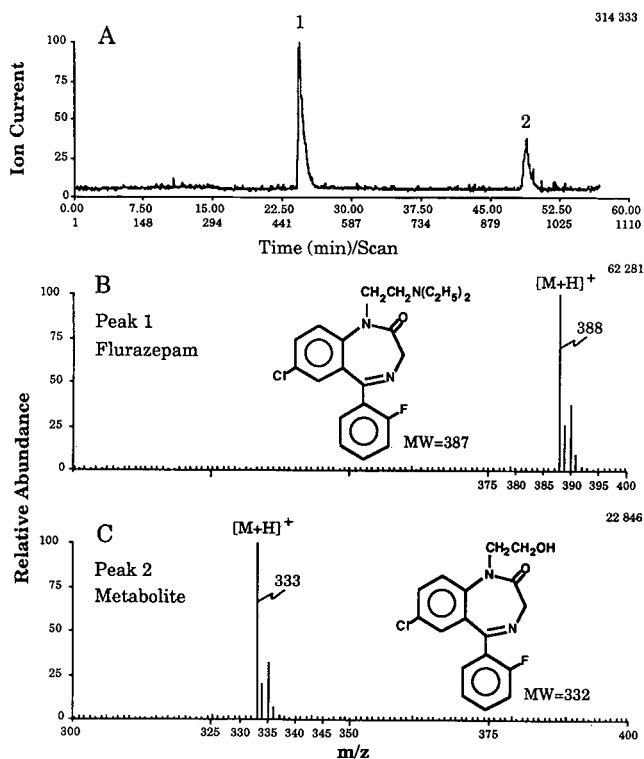 A
314 333
1
2
Ion Current
100
75
50
25
0
0.00 7.50 15.00 22.50 30.00 37.50 45.00 52.50 60.00
1 148 294 441 587 734 879 1025 1110
Time (min)/Scan
B
62 281
Peak 1
Flurazepam
[M+H]+
388
CH2CH2N(C2H5)2
N
O
Cl
N
F
MW=387
100
75
50
25
0
375 380 385 390 395 400
Relative Abundance
C
22 846
Peak 2
Metabolite
[M+H]+
333
CH2CH2OH
N
O
Cl
N
F
MW=332
100
75
50
25
0
300 325 330 335 340 345 350 375 400
m/z